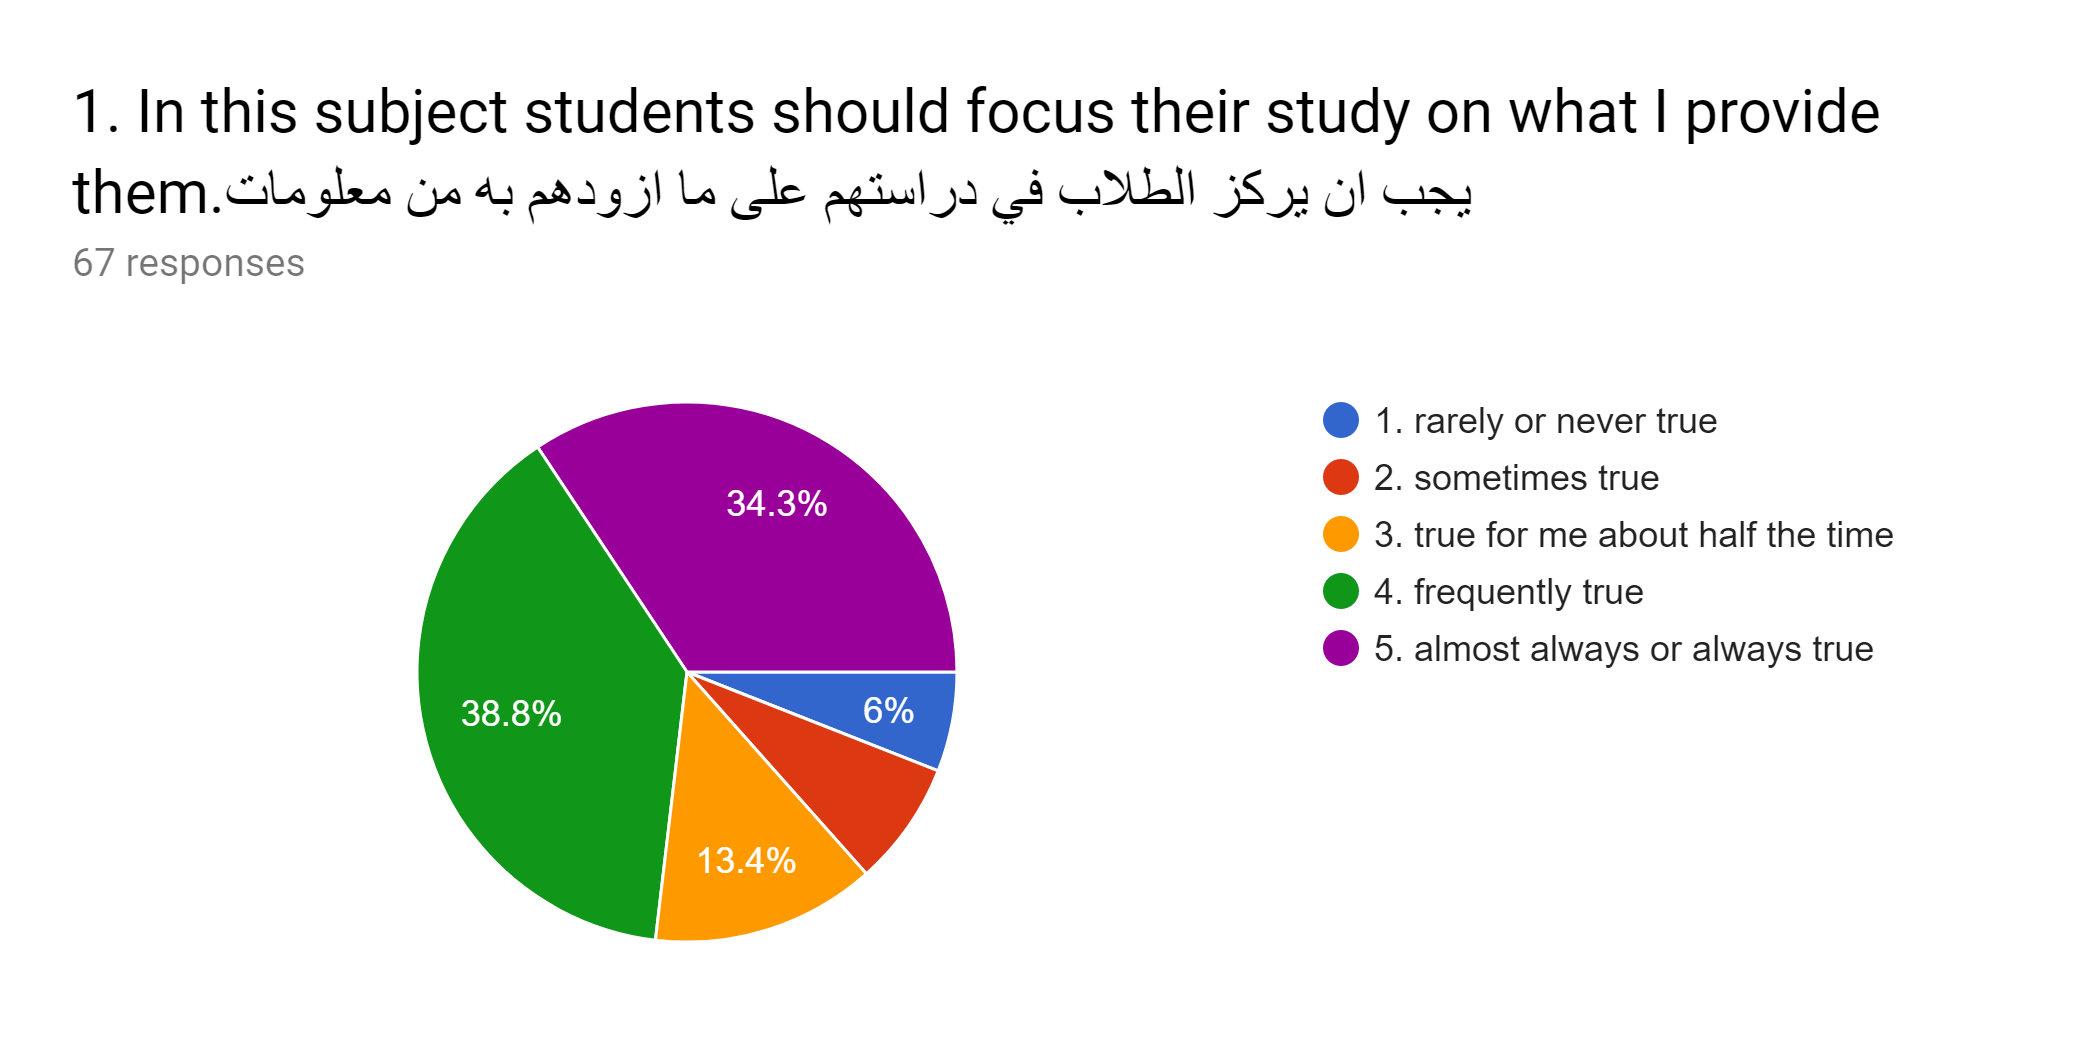 1. In this subject students should focus their study on what I provide
them.يجب ان يركز الطلاب في دراستهم على ما ازودهم به من معلومات
67 responses
34.3%
38.8%
6%
13.4%
1. rarely or never true
2. sometimes true
3. true for me about half the time
4. frequently true
5. almost always or always true